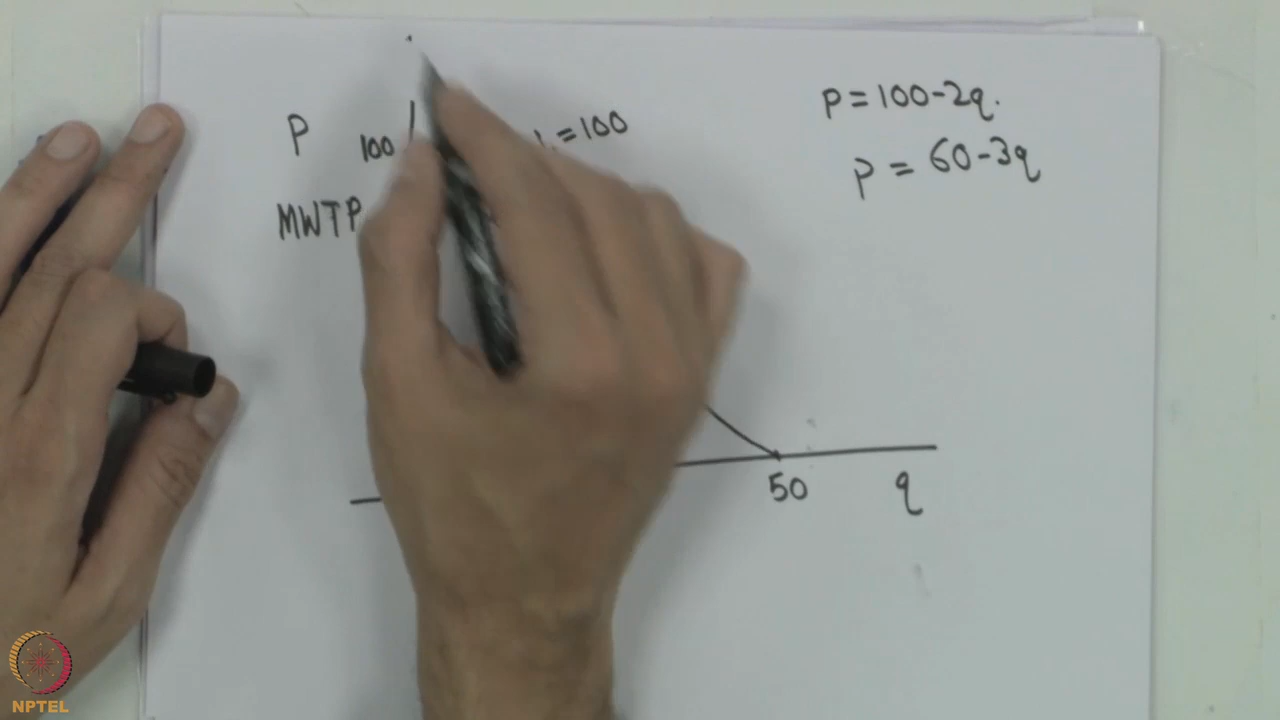 p = 100-2q.
P 100 = 100
p = 60-3q
MWTP
50 q
NPTEL